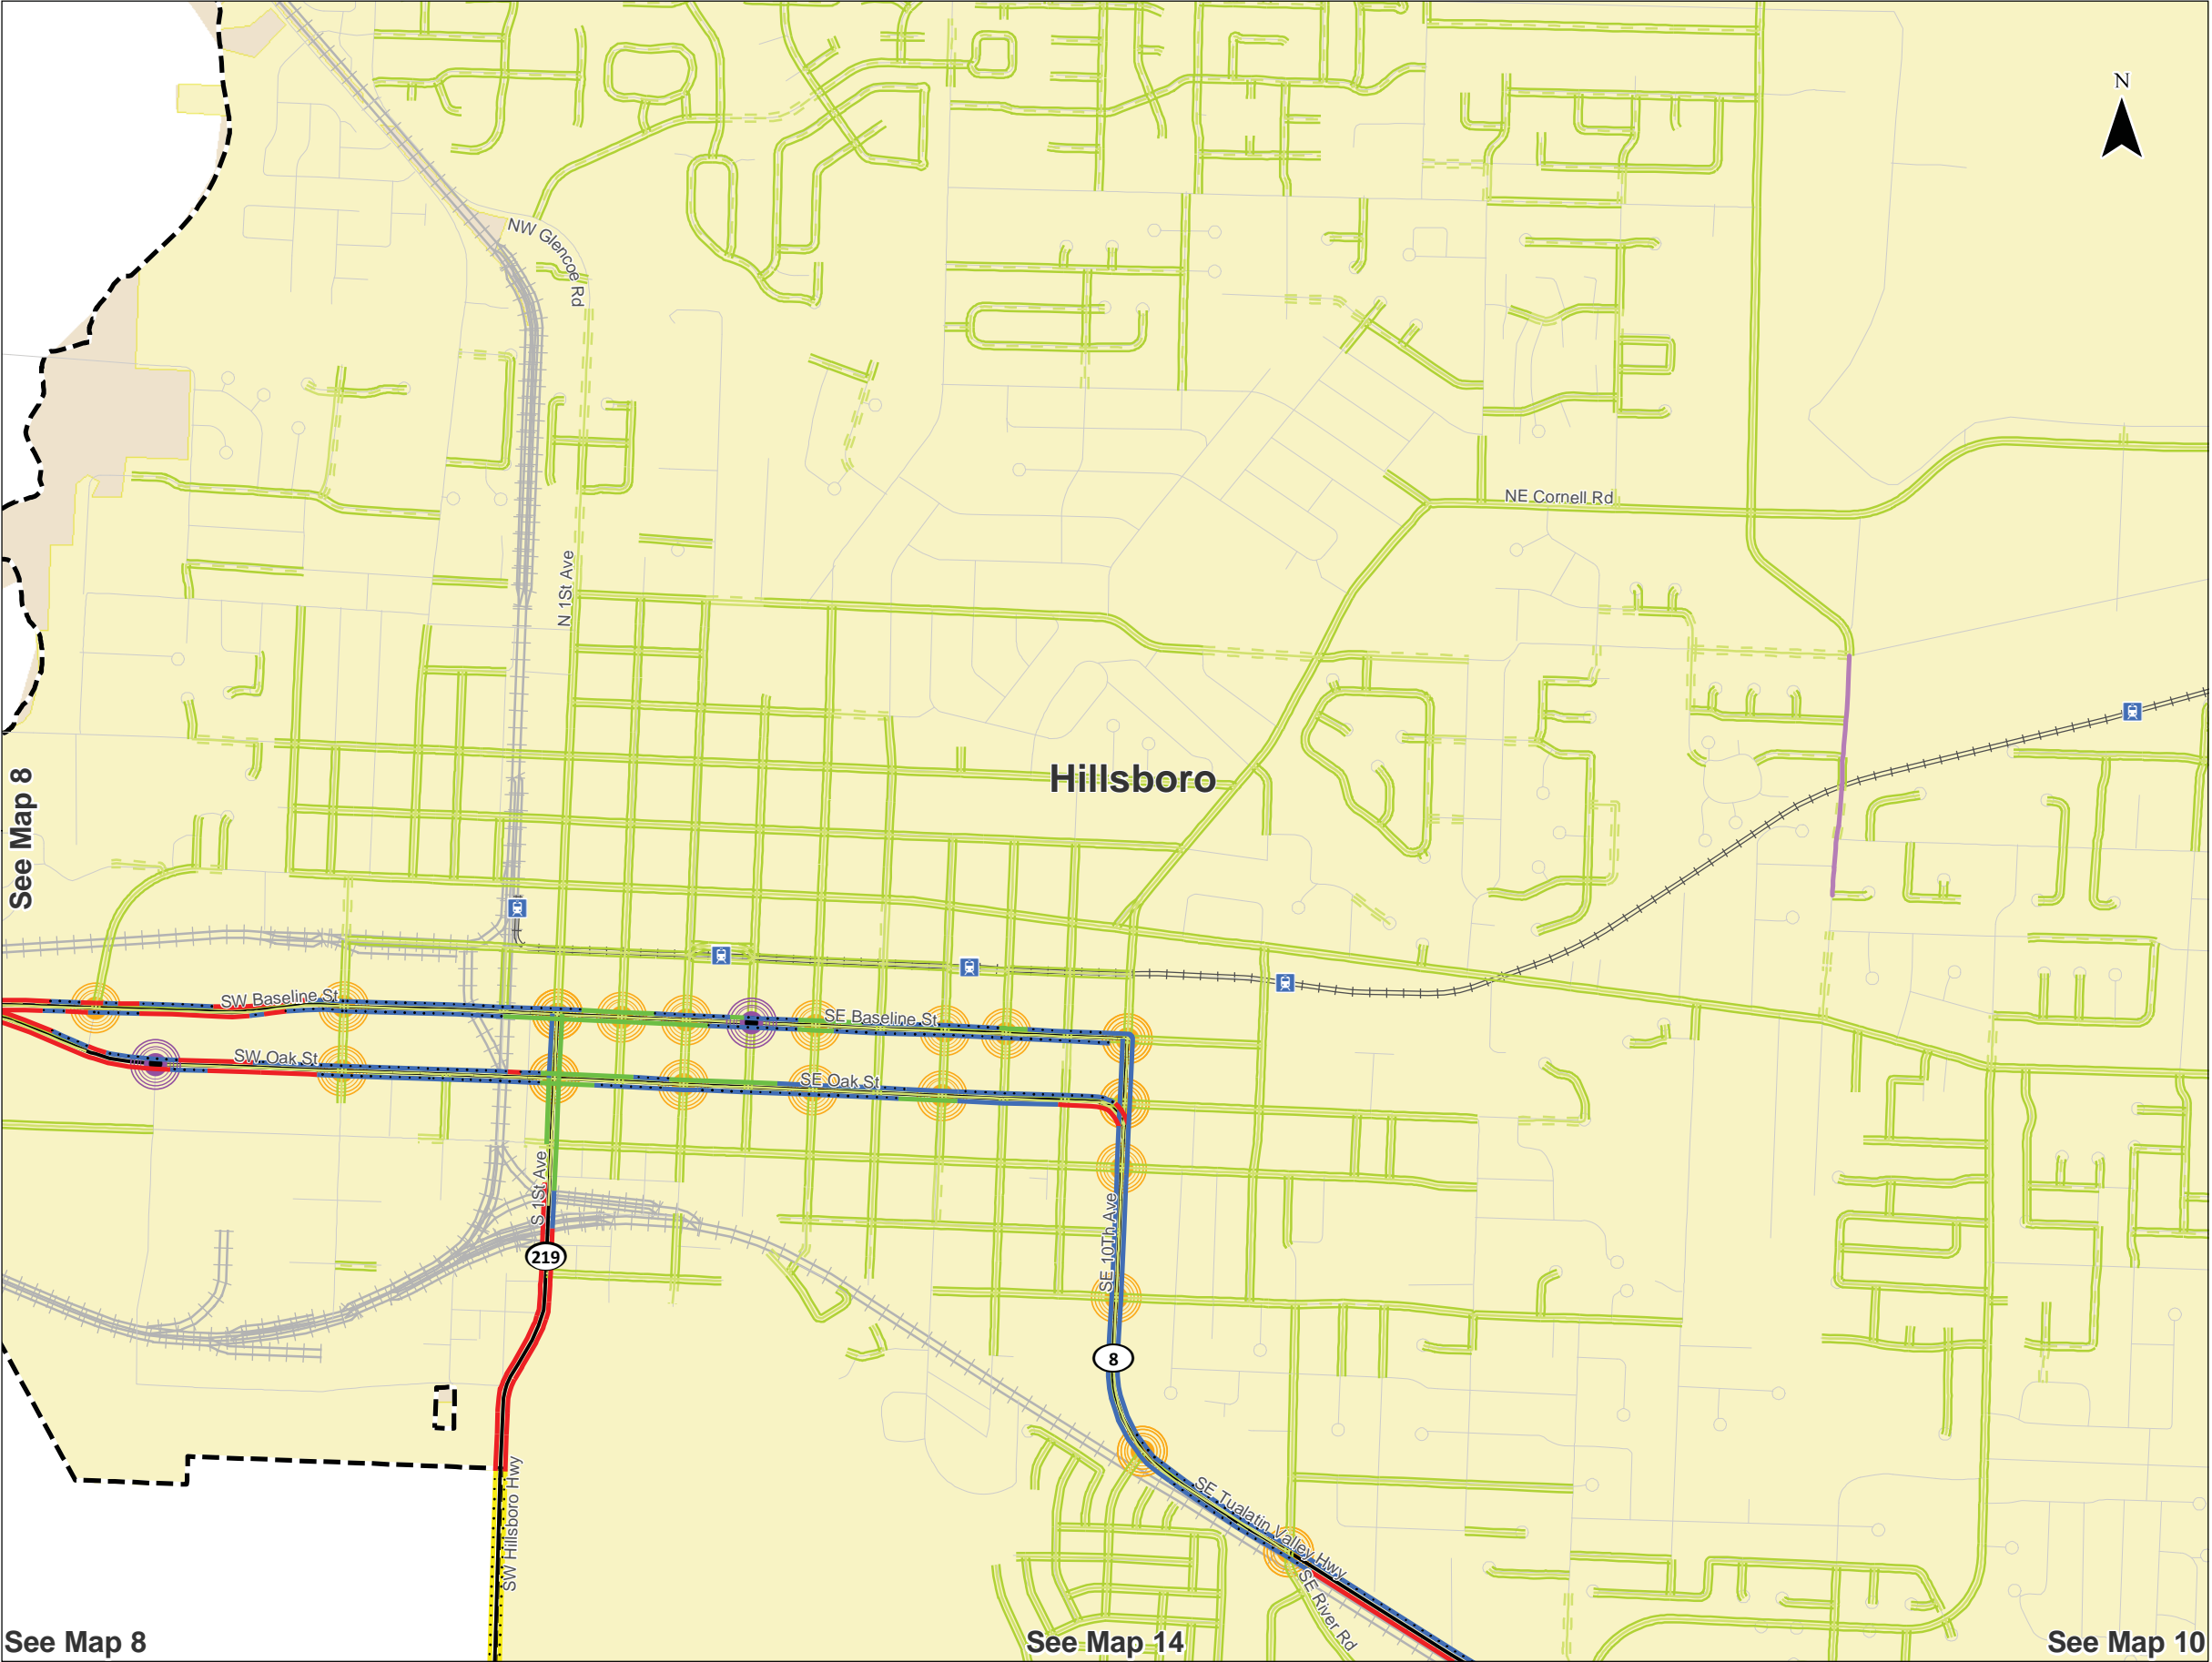 N
NW Glencoe Rd
NE Cornell Rd
N 1St Ave
Hillsboro
See Map 8
SW Baseline St
SE Baseline St
SW Oak St
SE Oak St
S 1St Ave
SE 10Th Ave
219
8
SW Hillsboro Hwy
SE Tualatin Valley Hwy
SE River Rd
See Map 8
See Map 14
See Map 10